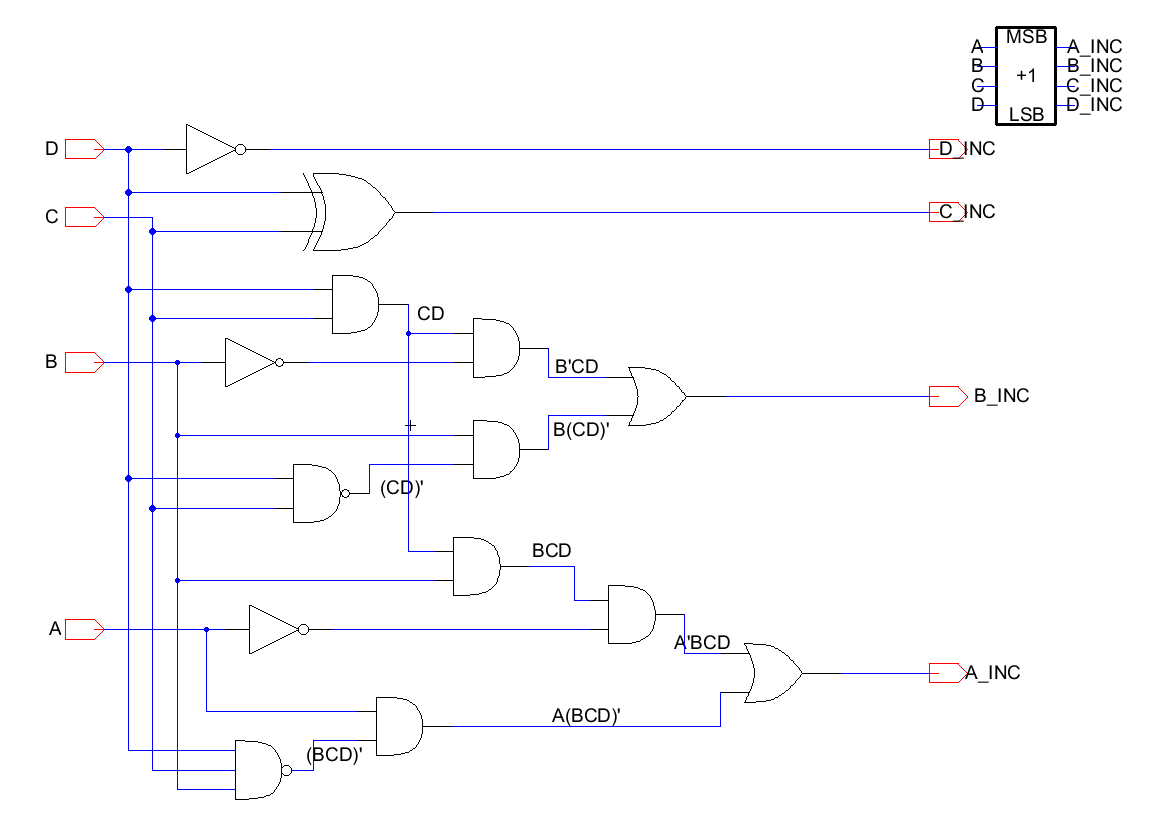 MSB
A
A_INC
B
B_INC
+1
C
C_INC
D
D_INC
LSB
D
D_INC
C
C_INC
CD
B
B'CD
B_INC
B(CD)'
(CD)'
BCD
A
A'BCD
A_INC
A(BCD)'
(BCD)'